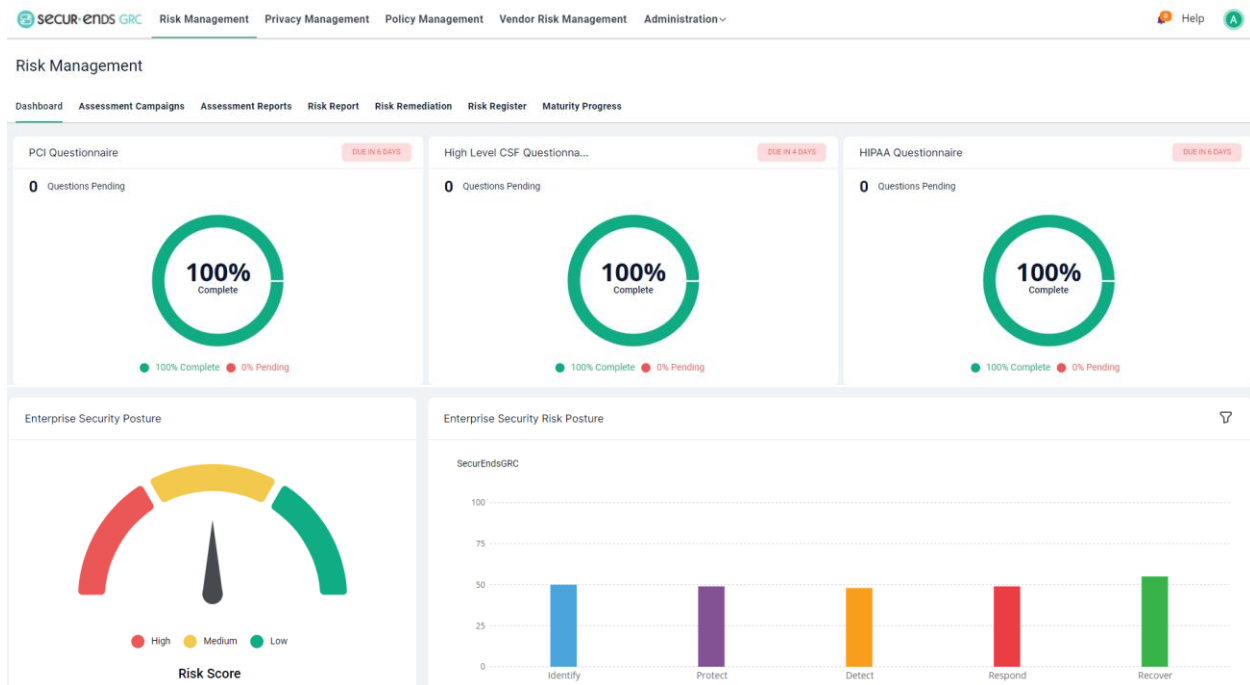 SECUR·ENDS GRC Risk Management Privacy Management Policy Management Vendor Risk Management Administration Help A
Risk Management
Dashboard Assessment Campaigns Assessment Reports Risk Report Risk Remediation Risk Register Maturity Progress
PCI Questionnaire DUE IN 6 DAYS
0 Questions Pending
100%
Complete
100% Complete 0% Pending
High Level CSF Questionna... DUE IN 4 DAYS
0 Questions Pending
100%
Complete
100% Complete 0% Pending
HIPAA Questionnaire DUE IN 6 DAYS
0 Questions Pending
100%
Complete
100% Complete 0% Pending
Enterprise Security Posture
High Medium Low
Risk Score
Enterprise Security Risk Posture
SecurEndsGRC
100
75
50
25
0
Identify Protect Detect Respond Recover